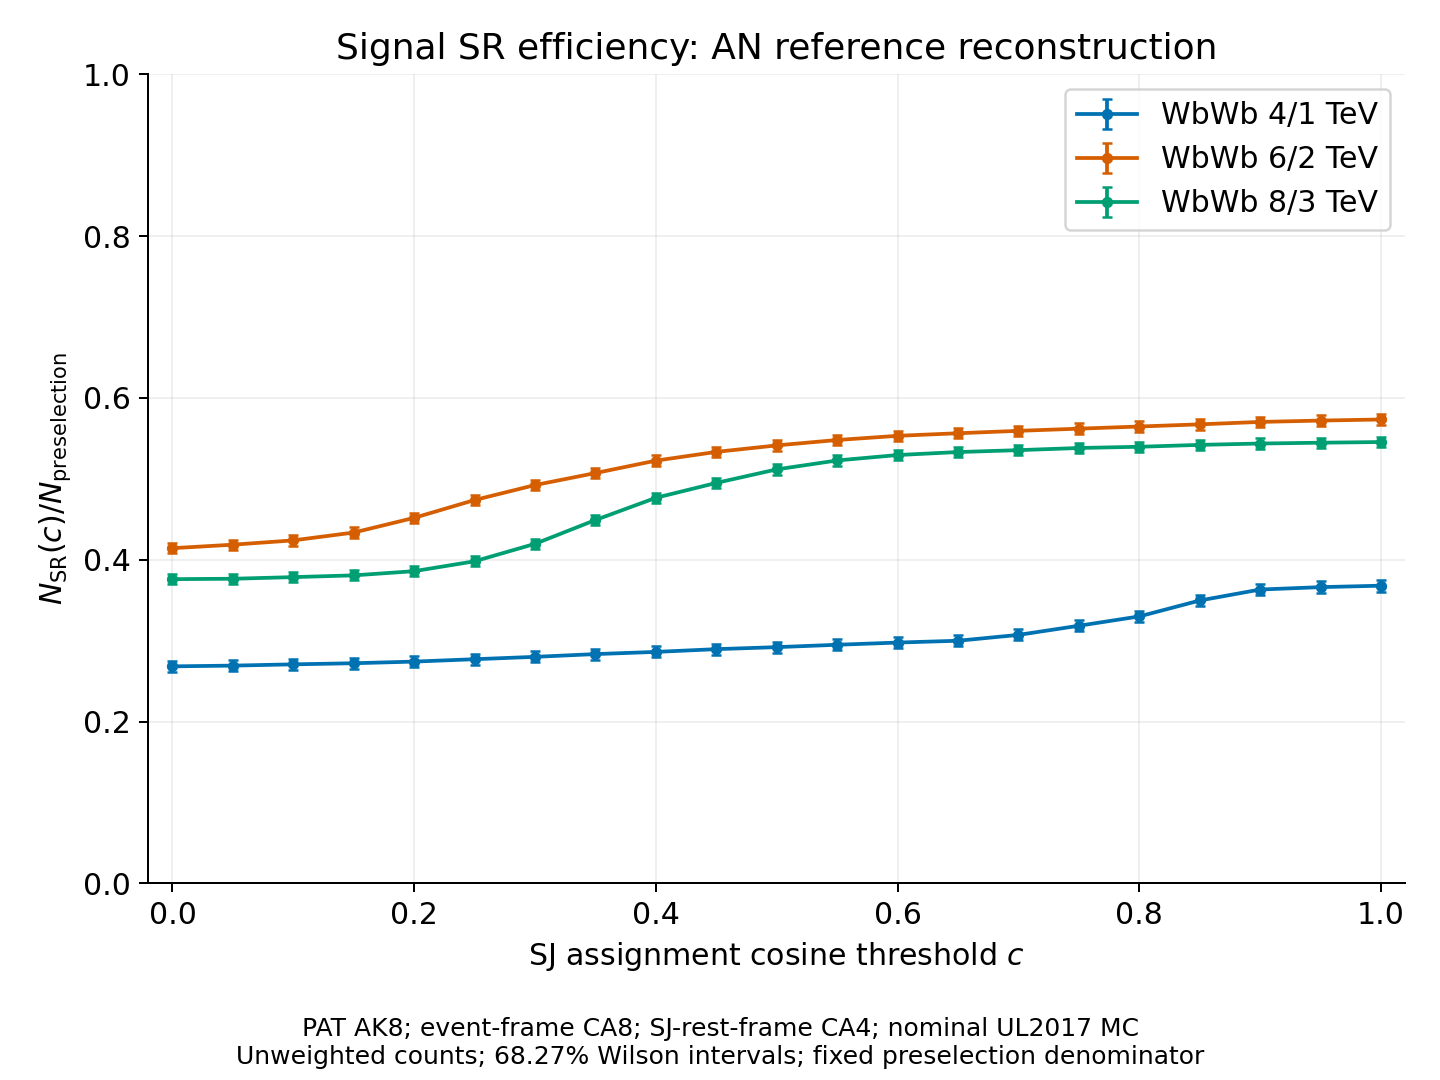 Signal SR efficiency: AN reference reconstruction
1.0
0.8
0.6
0.4
0.2
0.0
N_SR(c)/N_preselection
WbWb 4/1 TeV
WbWb 6/2 TeV
WbWb 8/3 TeV
0.0 0.2 0.4 0.6 0.8 1.0
SJ assignment cosine threshold c
PAT AK8; event-frame CA8; SJ-rest-frame CA4; nominal UL2017 MC
Unweighted counts; 68.27% Wilson intervals; fixed preselection denominator